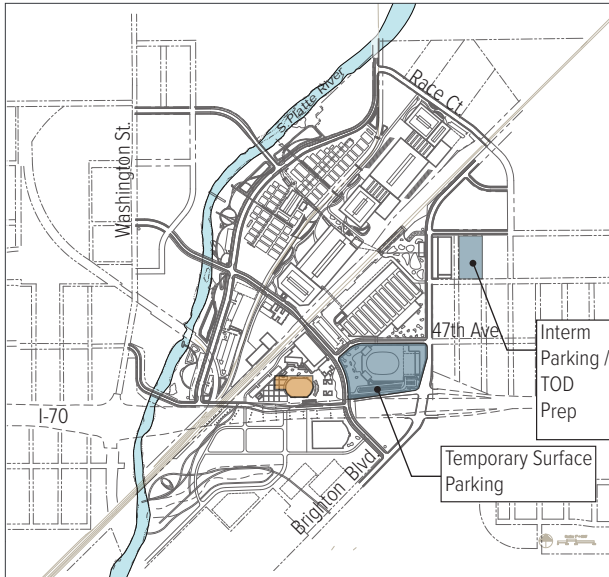 S. Platte River
Race Ct.
Washington St.
47th Ave
Interm
Parking /
TOD
Prep
I-70
Temporary Surface
Parking
Brighton Blvd.